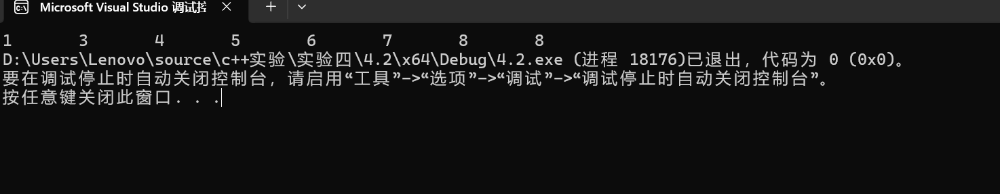 Microsoft Visual Studio 调试控
1 3 4 5 6 7 8 8
D:\Users\Lenovo\source\c++实验\实验四\4.2\x64\Debug\4.2.exe (进程 18176)已退出，代码为 0 (0x0)。
要在调试停止时自动关闭控制台，请启用“工具”->“选项”->“调试”->“调试停止时自动关闭控制台”。
按任意键关闭此窗口. . .